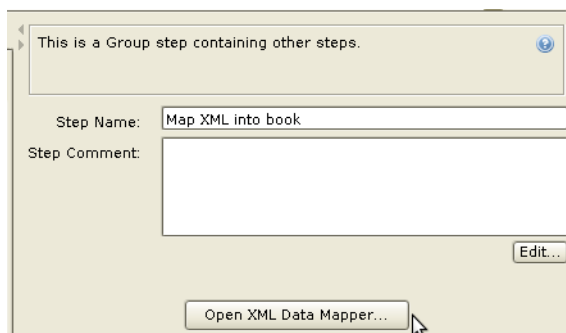 This is a Group step containing other steps.
Step Name: Map XML into book
Step Comment:
Edit...
Open XML Data Mapper...